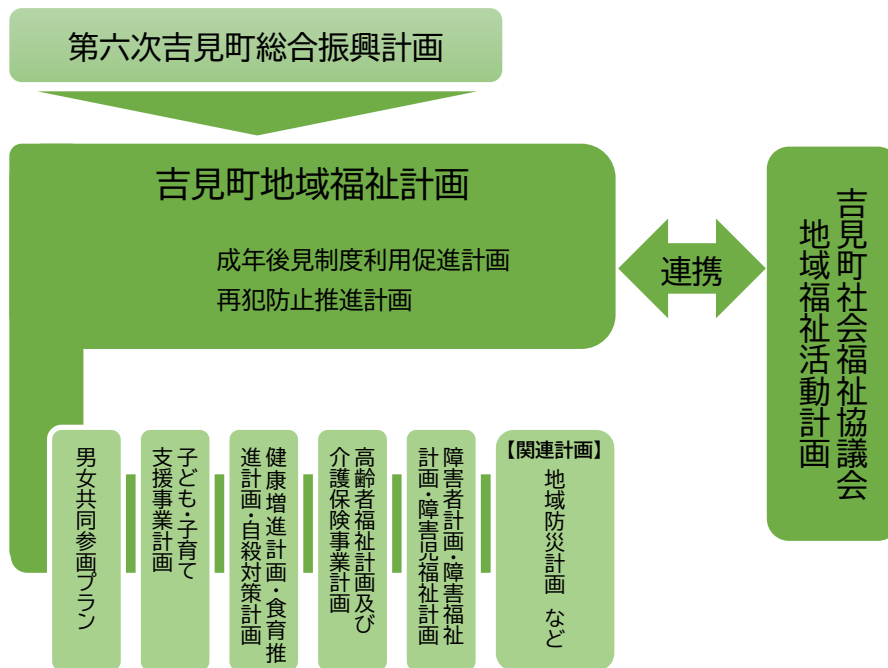 第六次吉見町総合振興計画
吉見町地域福祉計画
成年後見制度利用促進計画
再犯防止推進計画
連携
吉見町社会福祉協議会
地域福祉活動計画
男女共同参画プラン
子ども・子育て
支援事業計画
健康増進計画・食育推
進計画・自殺対策計画
高齢者福祉計画及び
介護保険事業計画
障害者計画・障害福祉
計画・障害児福祉計画
【関連計画】
地域防災計画 など